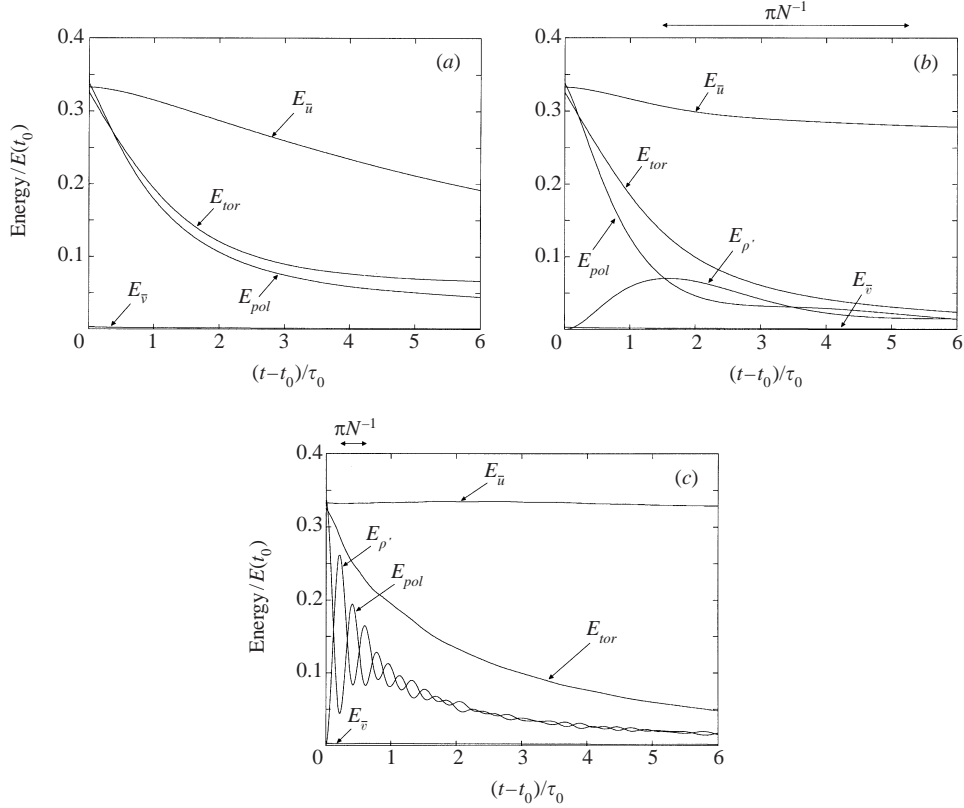 πN⁻¹
0.4
(a)
E_ū
0.3
Energy/E(t₀)
0.2
E_tor
0.1
E_pol
E_v̄
0 1 2 3 4 5 6
(t−t₀)/τ₀
0.4
(b)
E_ū
0.3
E_tor
0.2
E_ρ′
E_pol
0.1
E_v̄
0 1 2 3 4 5 6
(t−t₀)/τ₀
πN⁻¹
0.4
E_ū
(c)
0.3
E_ρ′
E_pol
Energy/E(t₀)
0.2
E_tor
0.1
E_v̄
0 1 2 3 4 5 6
(t−t₀)/τ₀